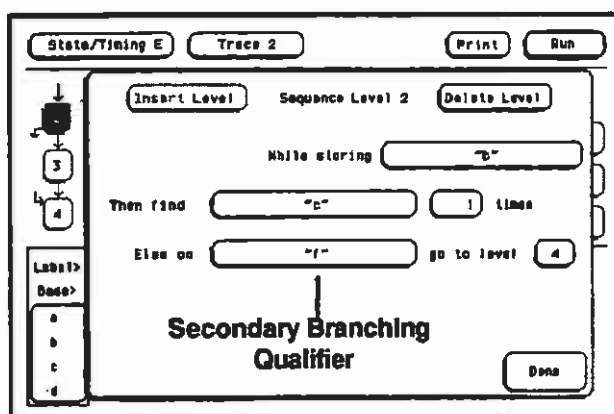 State/Timing E Trace 2 Print Run
Insert Level Sequence Level 2 Delete Level
While storing "b"
3
Then find "c" 1 times
4
Else on "f" go to level 4
Label>
Base>
a
b
c
d
Secondary Branching
Qualifier
Done